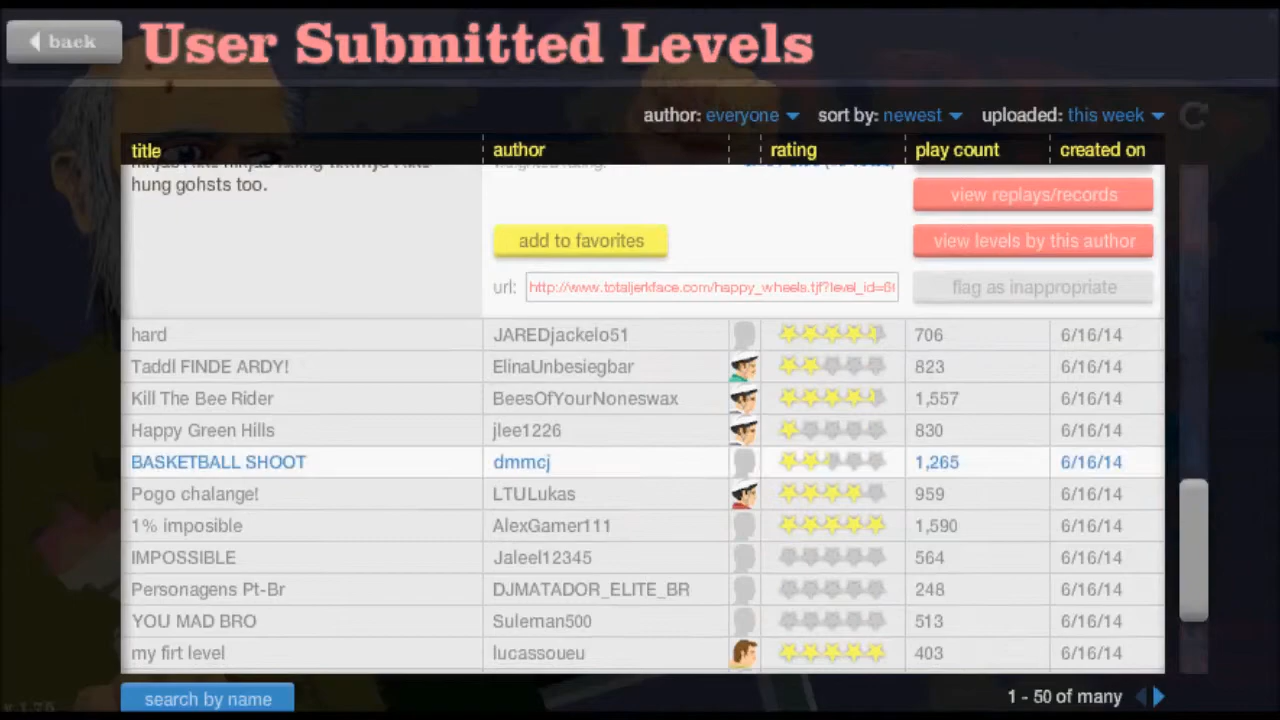 back
User Submitted Levels
author: everyone sort by: newest uploaded: this week
title author rating play count created on
hung gohsts too.
view replays/records
add to favorites
view levels by this author
url: http://www.totaljerkface.com/happy_wheels.tjf?level_id=6
flag as inappropriate
hard JAREDjackelo51 706 6/16/14
Taddl FINDE ARDY! ElinaUnbesiegbar 823 6/16/14
Kill The Bee Rider BeesOfYourNoneswax 1,557 6/16/14
Happy Green Hills jlee1226 830 6/16/14
BASKETBALL SHOOT dmmcj 1,265 6/16/14
Pogo chalange! LTULukas 959 6/16/14
1% imposible AlexGamer111 1,590 6/16/14
IMPOSSIBLE Jaleel12345 564 6/16/14
Personagens Pt-Br DJMATADOR_ELITE_BR 248 6/16/14
YOU MAD BRO Suleman500 513 6/16/14
my firt level lucassoueu 403 6/16/14
search by name
1 - 50 of many